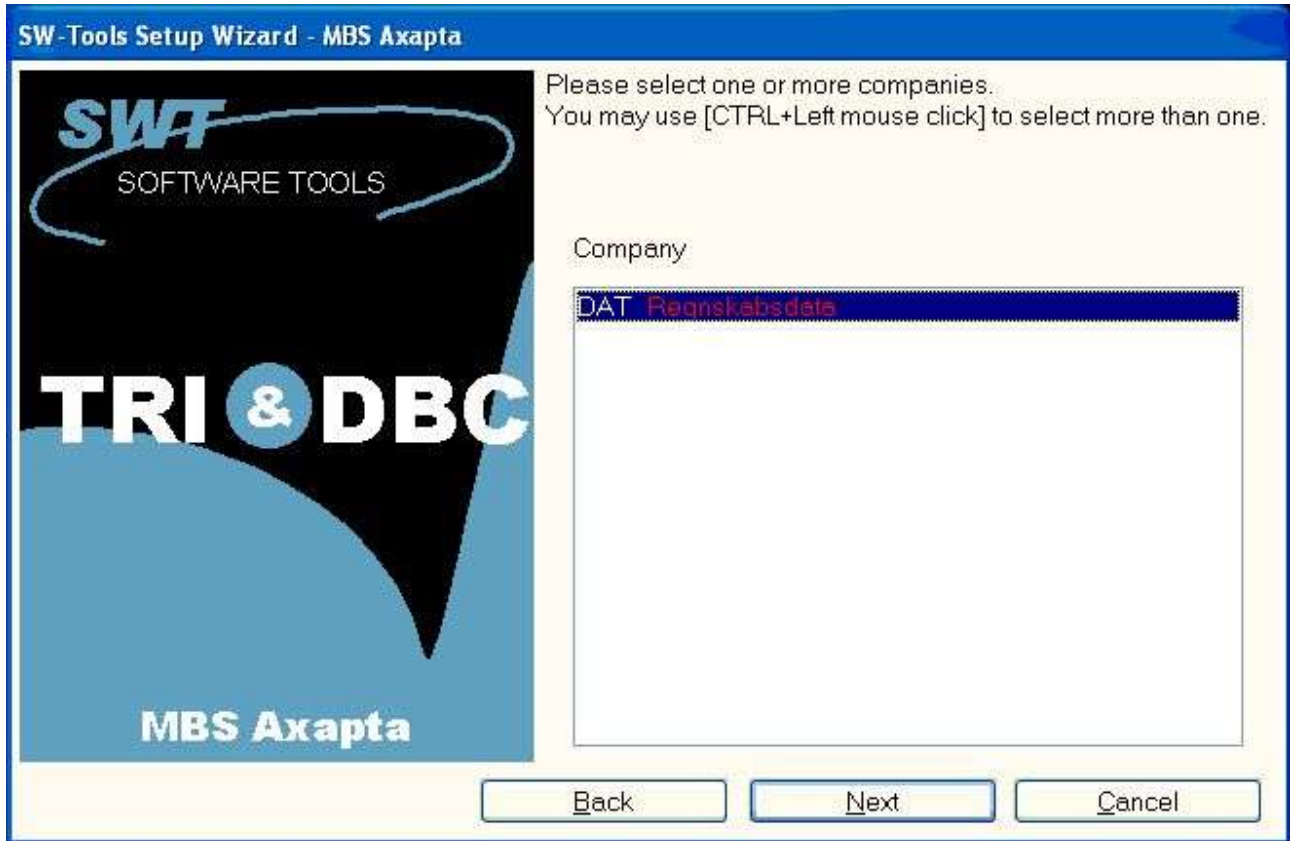 SW-Tools Setup Wizard - MBS Axapta
SWT
SOFTWARE TOOLS
TRI & DBC
MBS Axapta
Please select one or more companies.
You may use [CTRL+Left mouse click] to select more than one.
Company
DAT Regnskabsdata
Back
Next
Cancel